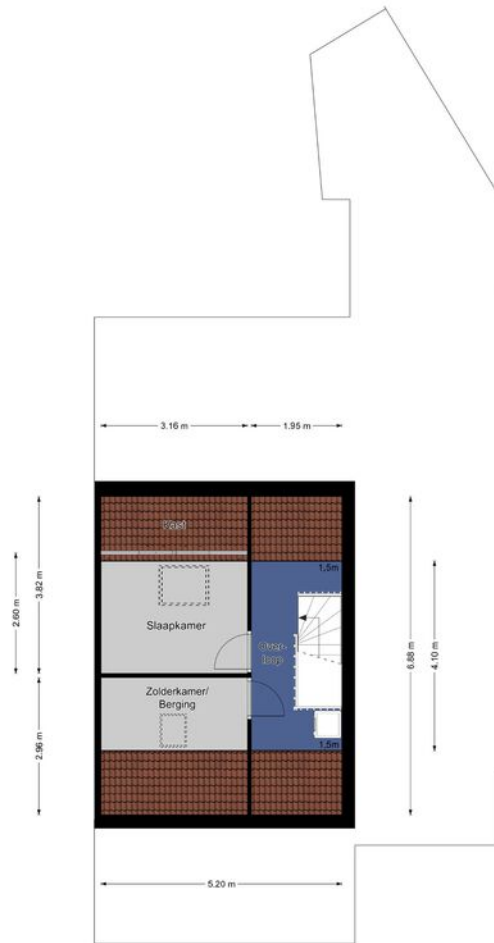 3.16 m
1.95 m
Kast
1,5m
2.60 m
3.82 m
Slaapkamer
Over-
loop
6.88 m
4.10 m
Zolderkamer/
Berging
2.96 m
1,5m
5.20 m